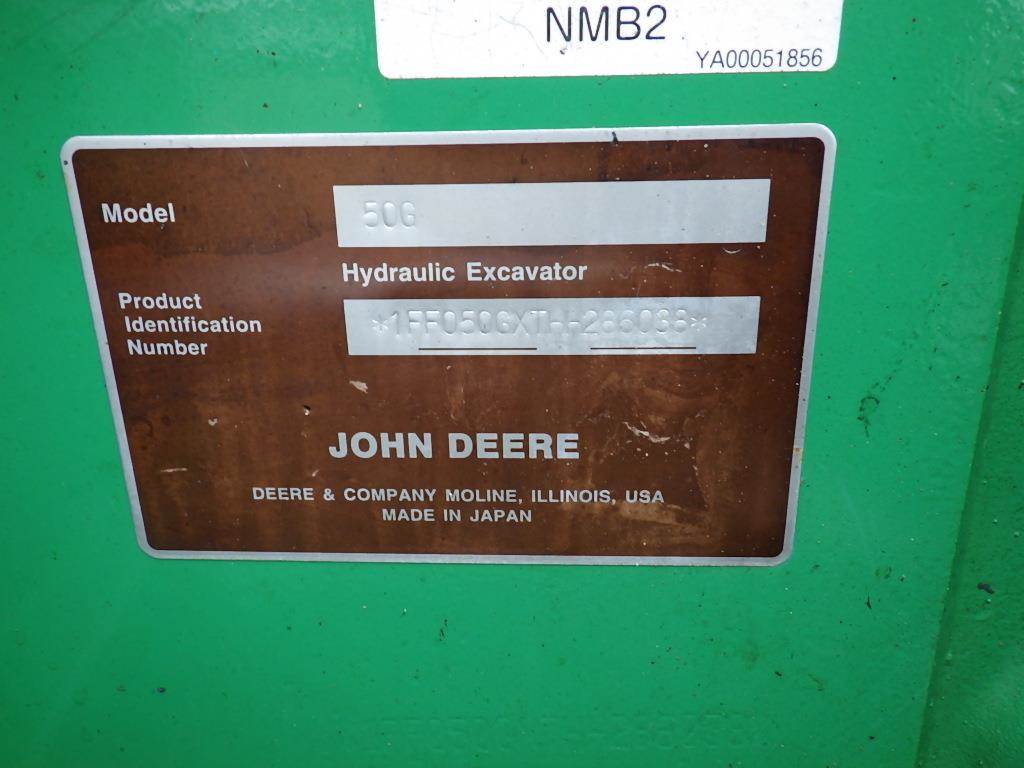 NMB2
YA00051856
Model 50G
Hydraulic Excavator
Product
Identification
Number
*1FF050GXTHH286038*
JOHN DEERE
DEERE & COMPANY MOLINE, ILLINOIS, USA
MADE IN JAPAN